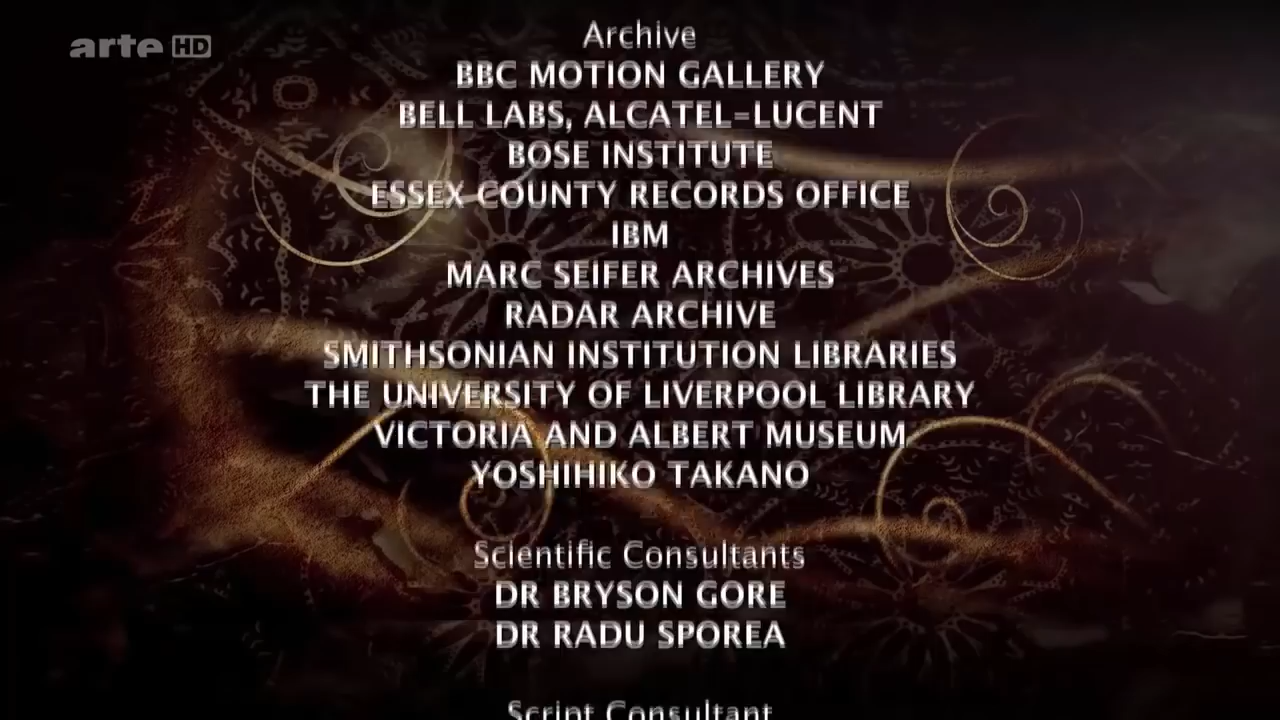 arte HD
Archive
BBC MOTION GALLERY
BELL LABS, ALCATEL=LUCENT
BOSE INSTITUTE
ESSEX COUNTY RECORDS OFFICE
IBM
MARC SEIFER ARCHIVES
RADAR ARCHIVE
SMITHSONIAN INSTITUTION LIBRARIES
THE UNIVERSITY OF LIVERPOOL LIBRARY
VICTORIA AND ALBERT MUSEUM
YOSHIHIKO TAKANO
Scientific Consultants
DR BRYSON GORE
DR RADU SPOREA
Script Consultant